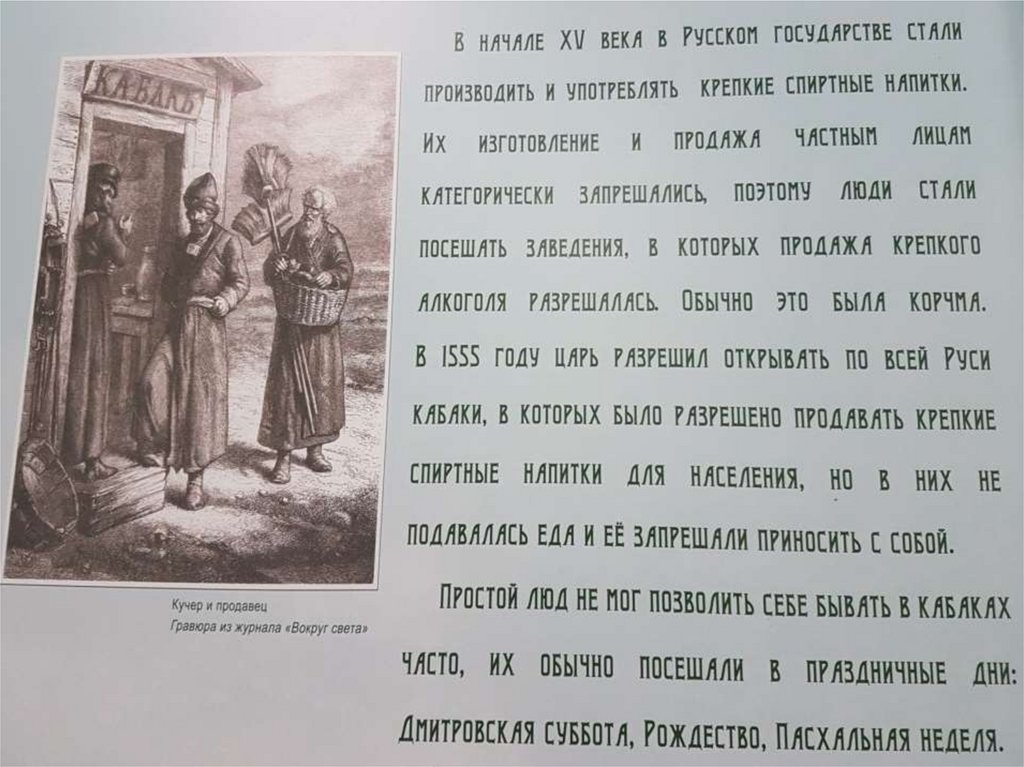 КАБАКЪ
В НАЧАЛЕ XV ВЕКА В РУССКОМ ГОСУДАРСТВЕ СТАЛИ
ПРОИЗВОДИТЬ И УПОТРЕБЛЯТЬ КРЕПКИЕ СПИРТНЫЕ НАПИТКИ.
ИХ ИЗГОТОВЛЕНИЕ И ПРОДАЖА ЧАСТНЫМ ЛИЦАМ
КАТЕГОРИЧЕСКИ ЗАПРЕЩАЛИСЬ, ПОЭТОМУ ЛЮДИ СТАЛИ
ПОСЕЩАТЬ ЗАВЕДЕНИЯ, В КОТОРЫХ ПРОДАЖА КРЕПКОГО
АЛКОГОЛЯ РАЗРЕШАЛАСЬ. ОБЫЧНО ЭТО БЫЛА КОРЧМА.
В 1555 ГОДУ ЦАРЬ РАЗРЕШИЛ ОТКРЫВАТЬ ПО ВСЕЙ РУСИ
КАБАКИ, В КОТОРЫХ БЫЛО РАЗРЕШЕНО ПРОДАВАТЬ КРЕПКИЕ
СПИРТНЫЕ НАПИТКИ ДЛЯ НАСЕЛЕНИЯ, НО В НИХ НЕ
ПОДАВАЛАСЬ ЕДА И ЕЁ ЗАПРЕЩАЛИ ПРИНОСИТЬ С СОБОЙ.
ПРОСТОЙ ЛЮД НЕ МОГ ПОЗВОЛИТЬ СЕБЕ БЫВАТЬ В КАБАКАХ
ЧАСТО, ИХ ОБЫЧНО ПОСЕЩАЛИ В ПРАЗДНИЧНЫЕ ДНИ:
ДМИТРОВСКАЯ СУББОТА, РОЖДЕСТВО, ПАСХАЛЬНАЯ НЕДЕЛЯ.
Кучер и продавец
Гравюра из журнала «Вокруг света»